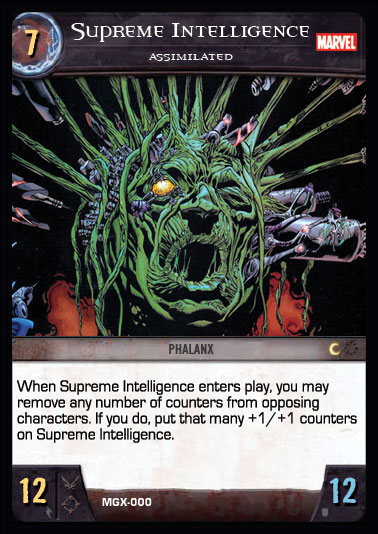 7
Supreme Intelligence
MARVEL
ASSIMILATED
PHALANX
When Supreme Intelligence enters play, you may
remove any number of counters from opposing
characters. If you do, put that many +1/+1 counters
on Supreme Intelligence.
12
MGX-000
12